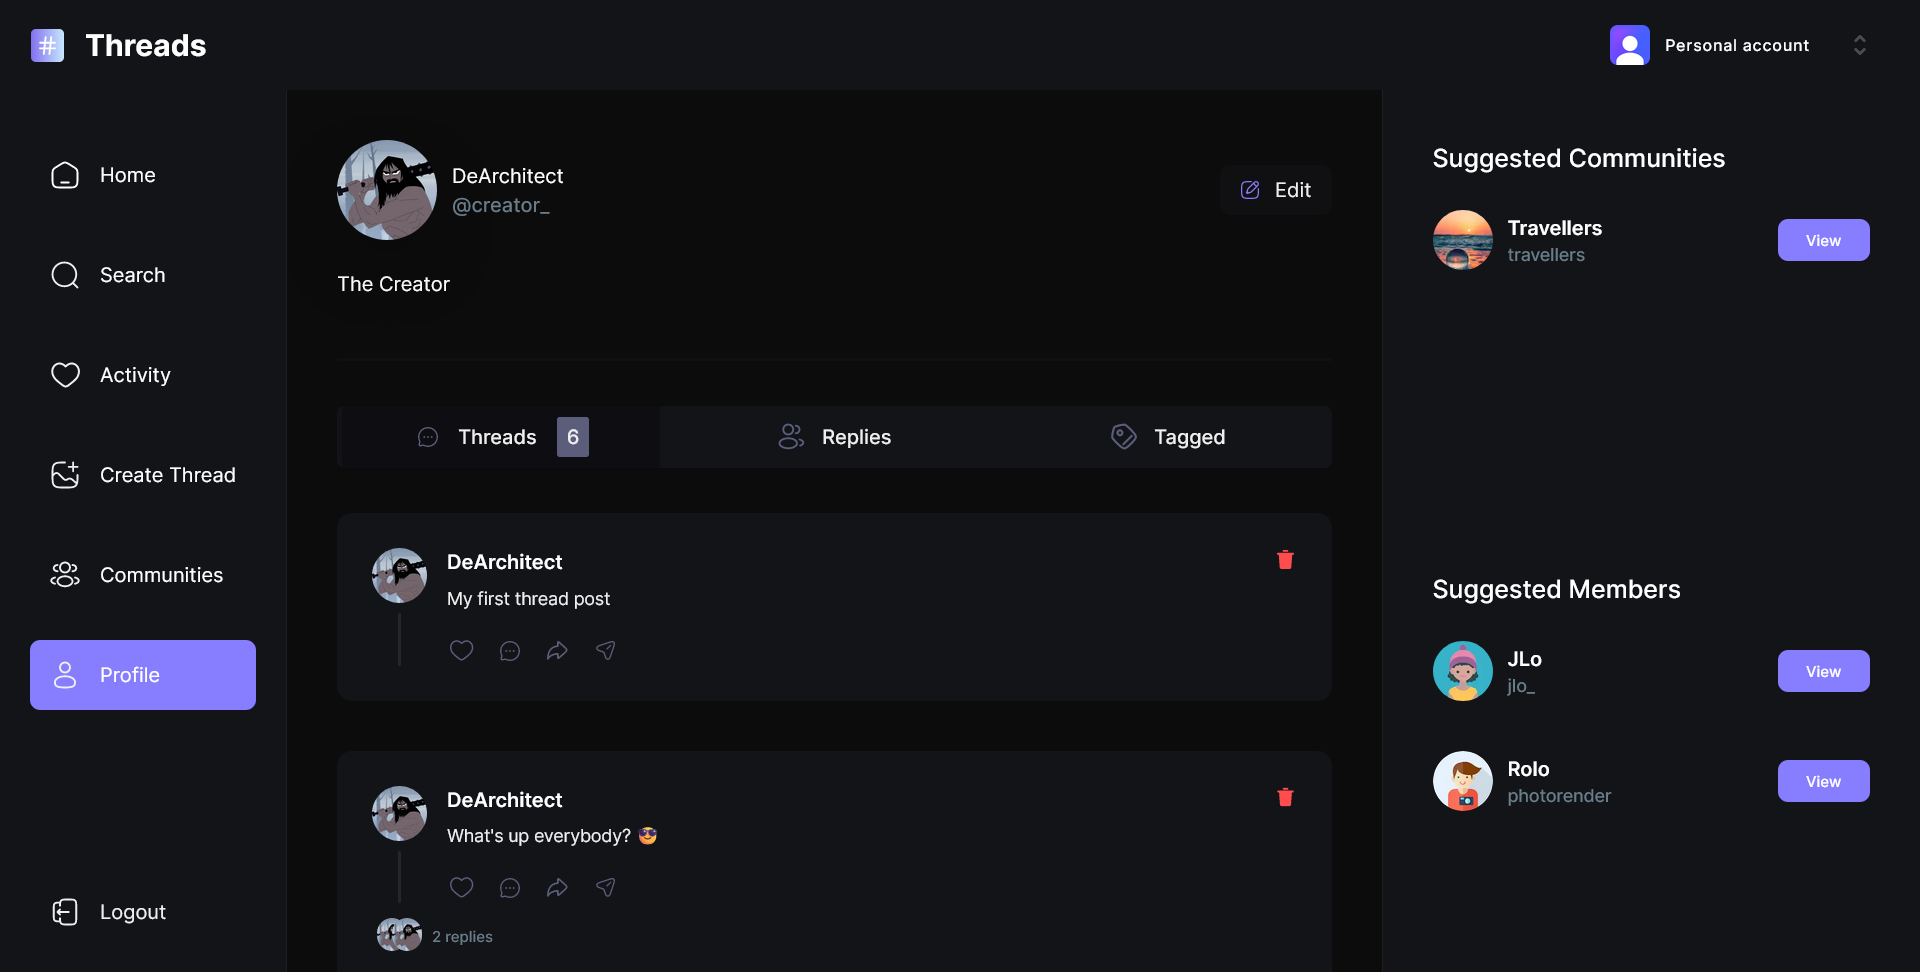 Threads
Personal account
Home
Search
Activity
Create Thread
Communities
Profile
Logout
DeArchitect
@creator_
Edit
The Creator
Threads 6
Replies
Tagged
DeArchitect
My first thread post
DeArchitect
What's up everybody? 😎
2 replies
Suggested Communities
Travellers
travellers
View
Suggested Members
JLo
jlo_
View
Rolo
photorender
View